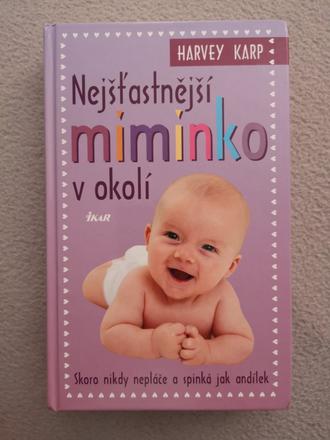 HARVEY KARP
Nejšťastnější
miminko
v okolí
IKAR
Skoro nikdy nepláče a spinká jak andílek